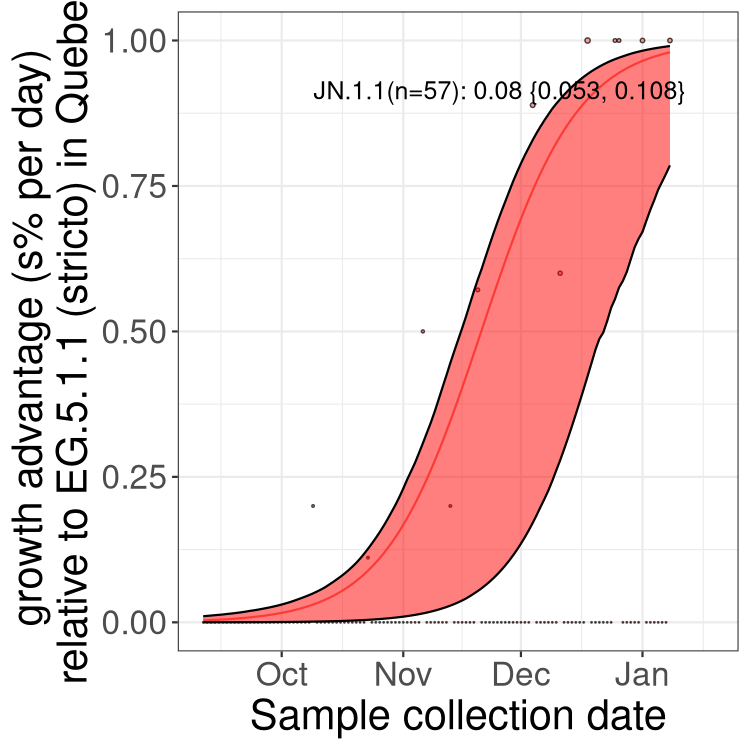 growth advantage (s% per day)
relative to EG.5.1.1 (stricto) in Quebe
1.00
0.75
0.50
0.25
0.00
JN.1.1(n=57): 0.08 {0.053, 0.108}
Oct Nov Dec Jan
Sample collection date